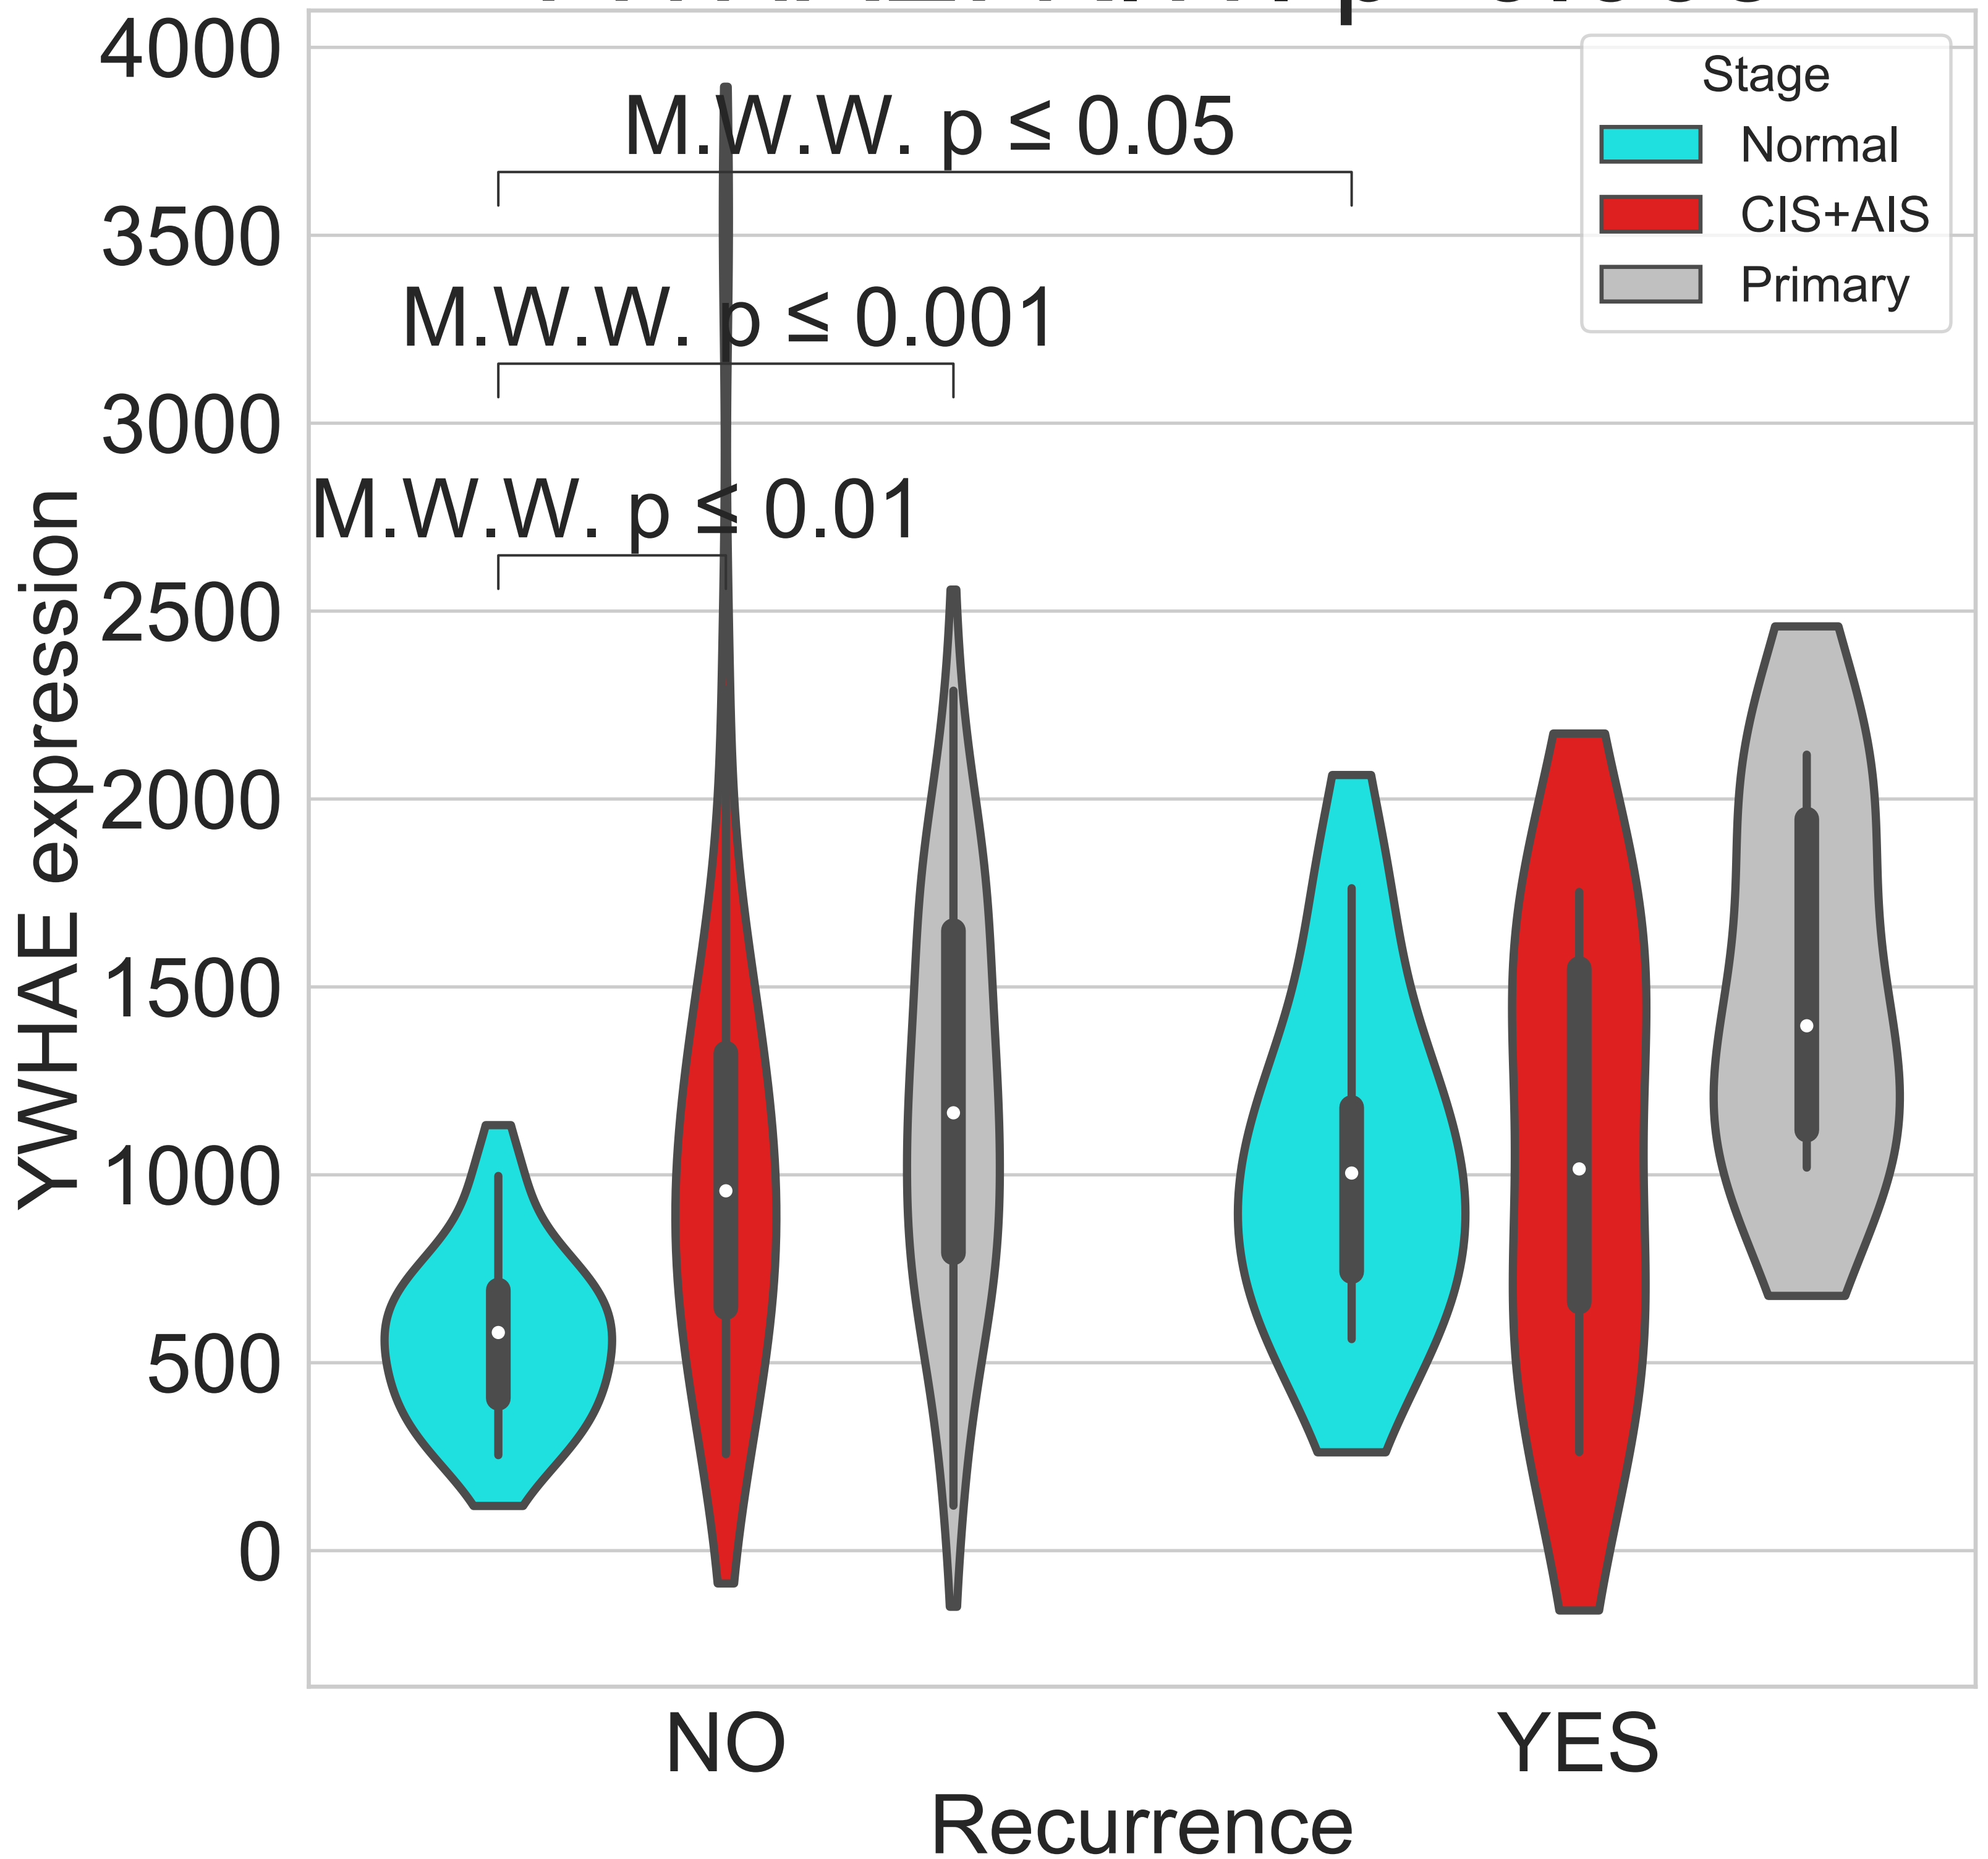 4000
3500
3000
2500
2000
1500
1000
500
0
YWHAE expression
M.W.W. p ≤ 0.05
M.W.W. p ≤ 0.001
M.W.W. p ≤ 0.01
Stage
Normal
CIS+AIS
Primary
NO
YES
Recurrence